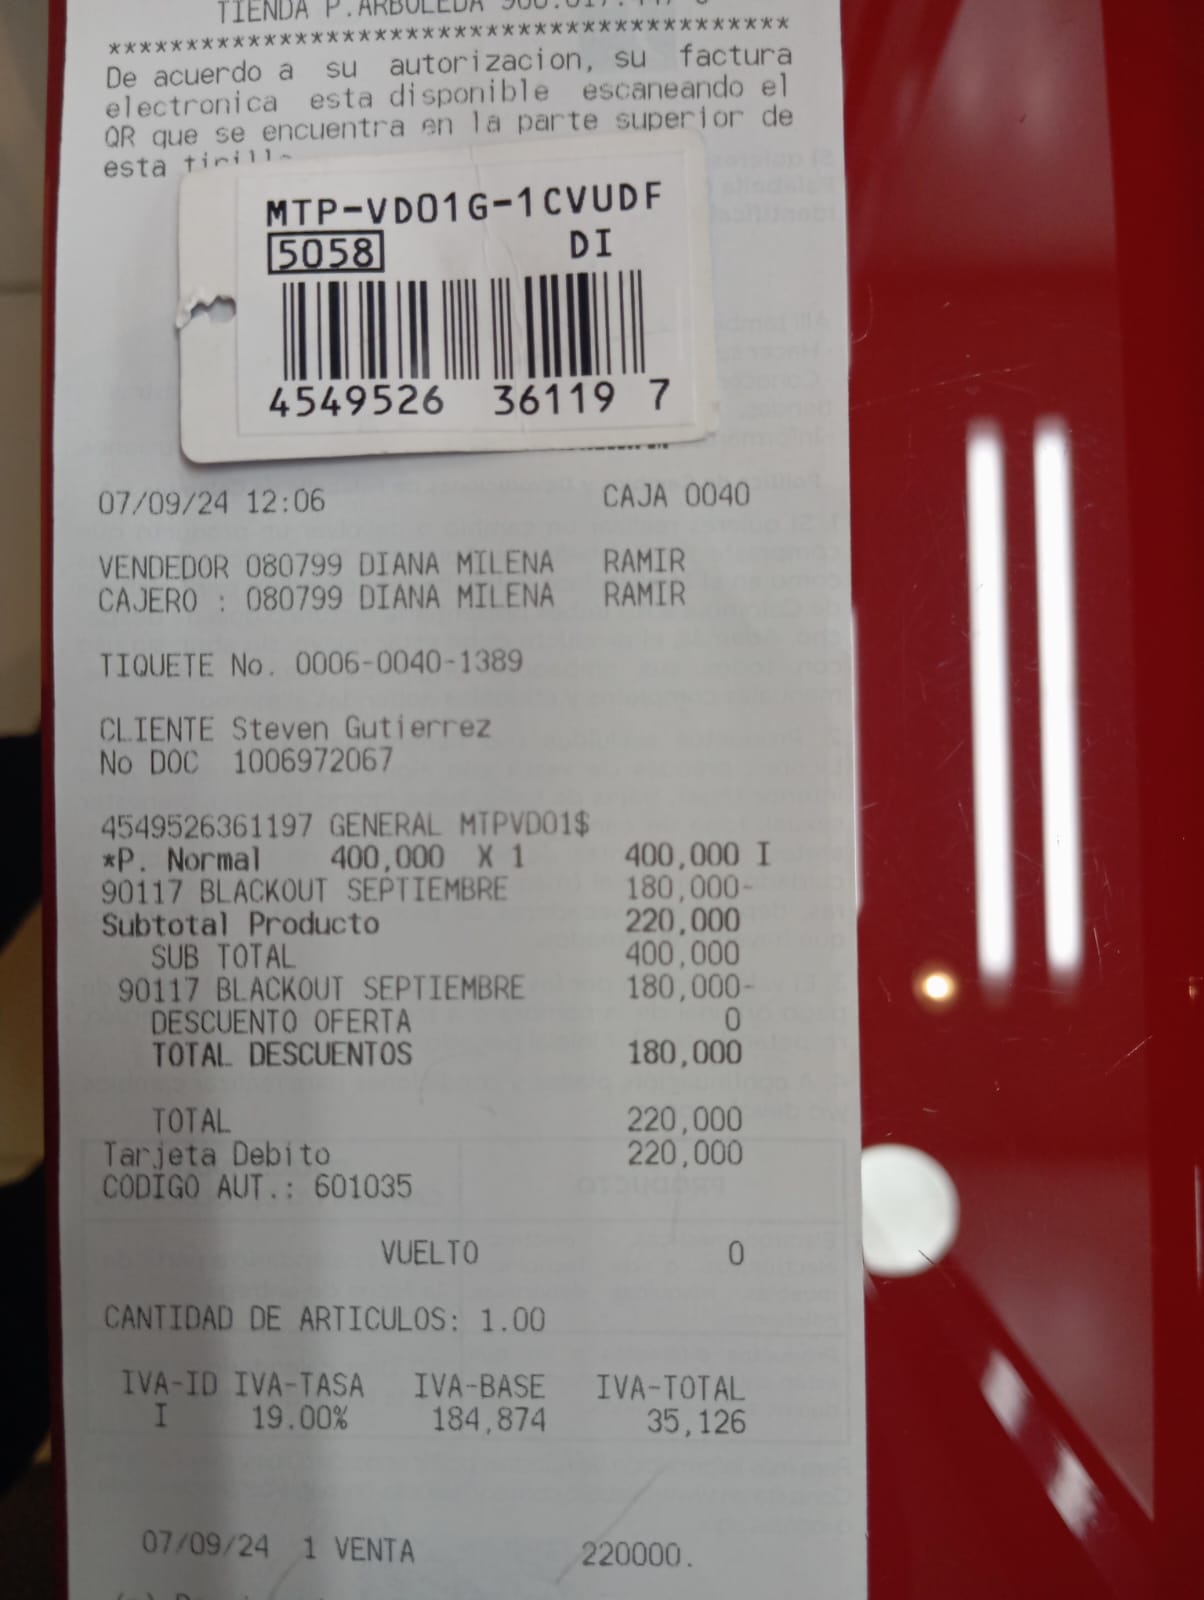 TIENDA P.ARBOLEDA
********************************************
De acuerdo a su autorizacion, su factura
electronica esta disponible escaneando el
QR que se encuentra en la parte superior de
esta
MTP-VD01G-1CVUDF
5058 DI
4549526 36119 7
07/09/24 12:06 CAJA 0040
VENDEDOR 080799 DIANA MILENA RAMIR
CAJERO : 080799 DIANA MILENA RAMIR
TIQUETE No. 0006-0040-1389
CLIENTE Steven Gutierrez
No DOC 1006972067
4549526361197 GENERAL MTPVD01$
*P. Normal 400,000 X 1 400,000 I
90117 BLACKOUT SEPTIEMBRE 180,000-
Subtotal Producto 220,000
SUB TOTAL 400,000
90117 BLACKOUT SEPTIEMBRE 180,000-
DESCUENTO OFERTA 0
TOTAL DESCUENTOS 180,000
TOTAL 220,000
Tarjeta Debito 220,000
CODIGO AUT.: 601035
VUELTO 0
CANTIDAD DE ARTICULOS: 1.00
IVA-ID IVA-TASA IVA-BASE IVA-TOTAL
I 19.00% 184,874 35,126
07/09/24 1 VENTA 220000.